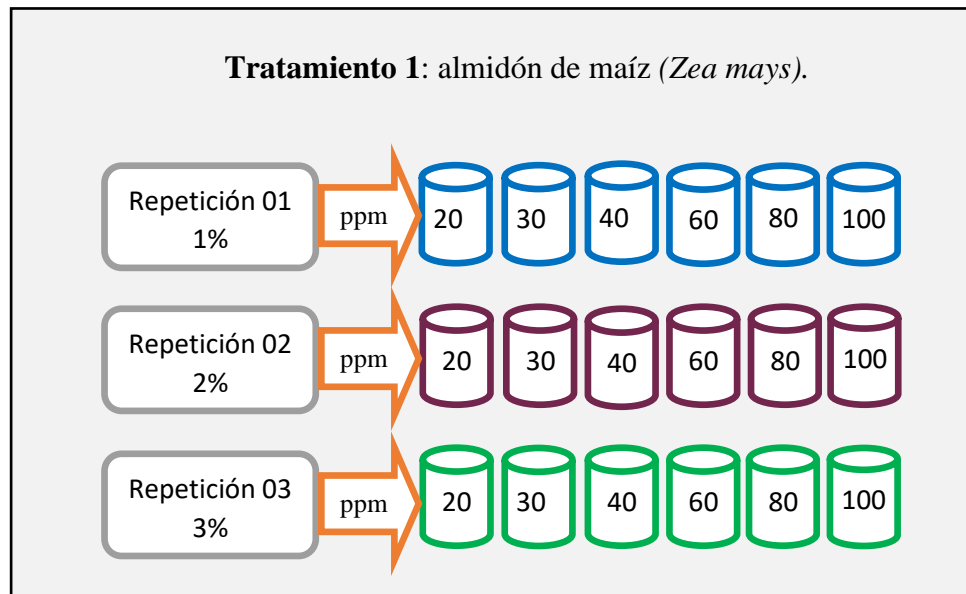 Tratamiento 1: almidón de maíz (Zea mays).
Repetición 01
1%
ppm
20 30 40 60 80 100
Repetición 02
2%
ppm
20 30 40 60 80 100
Repetición 03
3%
ppm
20 30 40 60 80 100